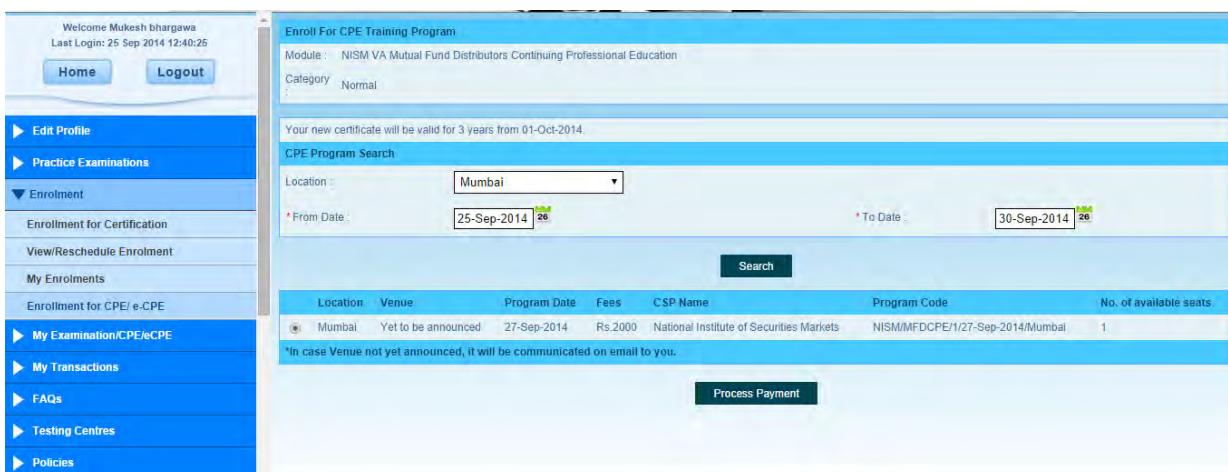 Welcome Mukesh bhargawa
Last Login: 25 Sep 2014 12:40:25
Home Logout
Edit Profile
Practice Examinations
Enrolment
Enrollment for Certification
View/Reschedule Enrolment
My Enrolments
Enrollment for CPE/ e-CPE
My Examination/CPE/eCPE
My Transactions
FAQs
Testing Centres
Policies
Enroll For CPE Training Program
Module : NISM VA Mutual Fund Distributors Continuing Professional Education
Category : Normal
Your new certificate will be valid for 3 years from 01-Oct-2014.
CPE Program Search
Location : Mumbai
* From Date : 25-Sep-2014 26 * To Date : 30-Sep-2014 26
Search
Location Venue Program Date Fees CSP Name Program Code No. of available seats
Mumbai Yet to be announced 27-Sep-2014 Rs.2000 National Institute of Securities Markets NISM/MFDCPE/1/27-Sep-2014/Mumbai 1
*In case Venue not yet announced, it will be communicated on email to you.
Process Payment